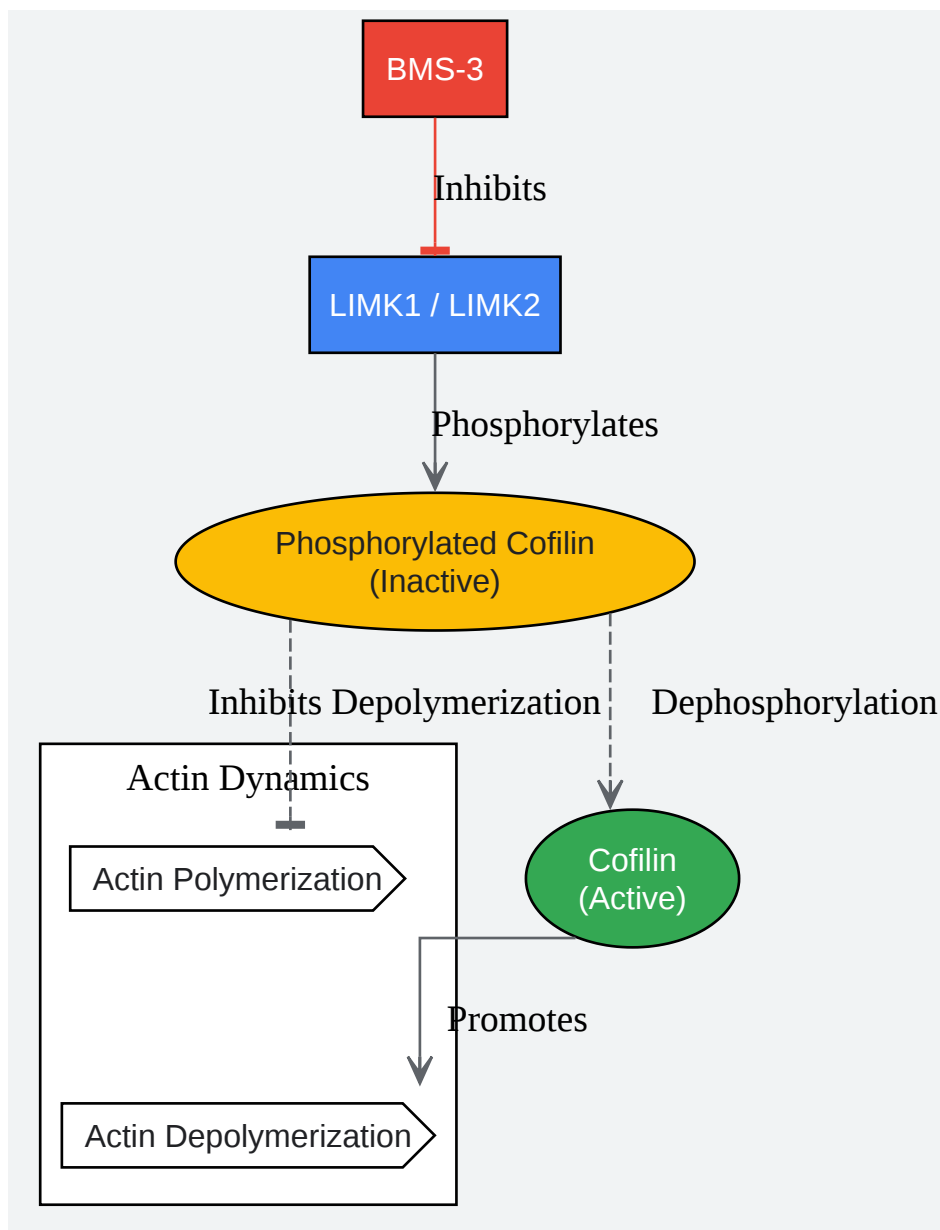 BMS-3
Inhibits
LIMK1 / LIMK2
Phosphorylates
Phosphorylated Cofilin
(Inactive)
Inhibits Depolymerization
Dephosphorylation
Actin Dynamics
Actin Polymerization
Cofilin
(Active)
Promotes
Actin Depolymerization